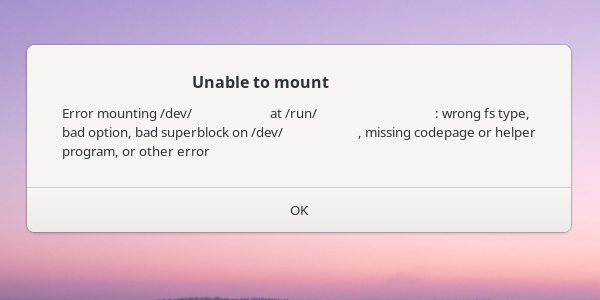 Unable to mount
Error mounting /dev/ at /run/ : wrong fs type,
bad option, bad superblock on /dev/ , missing codepage or helper
program, or other error
OK